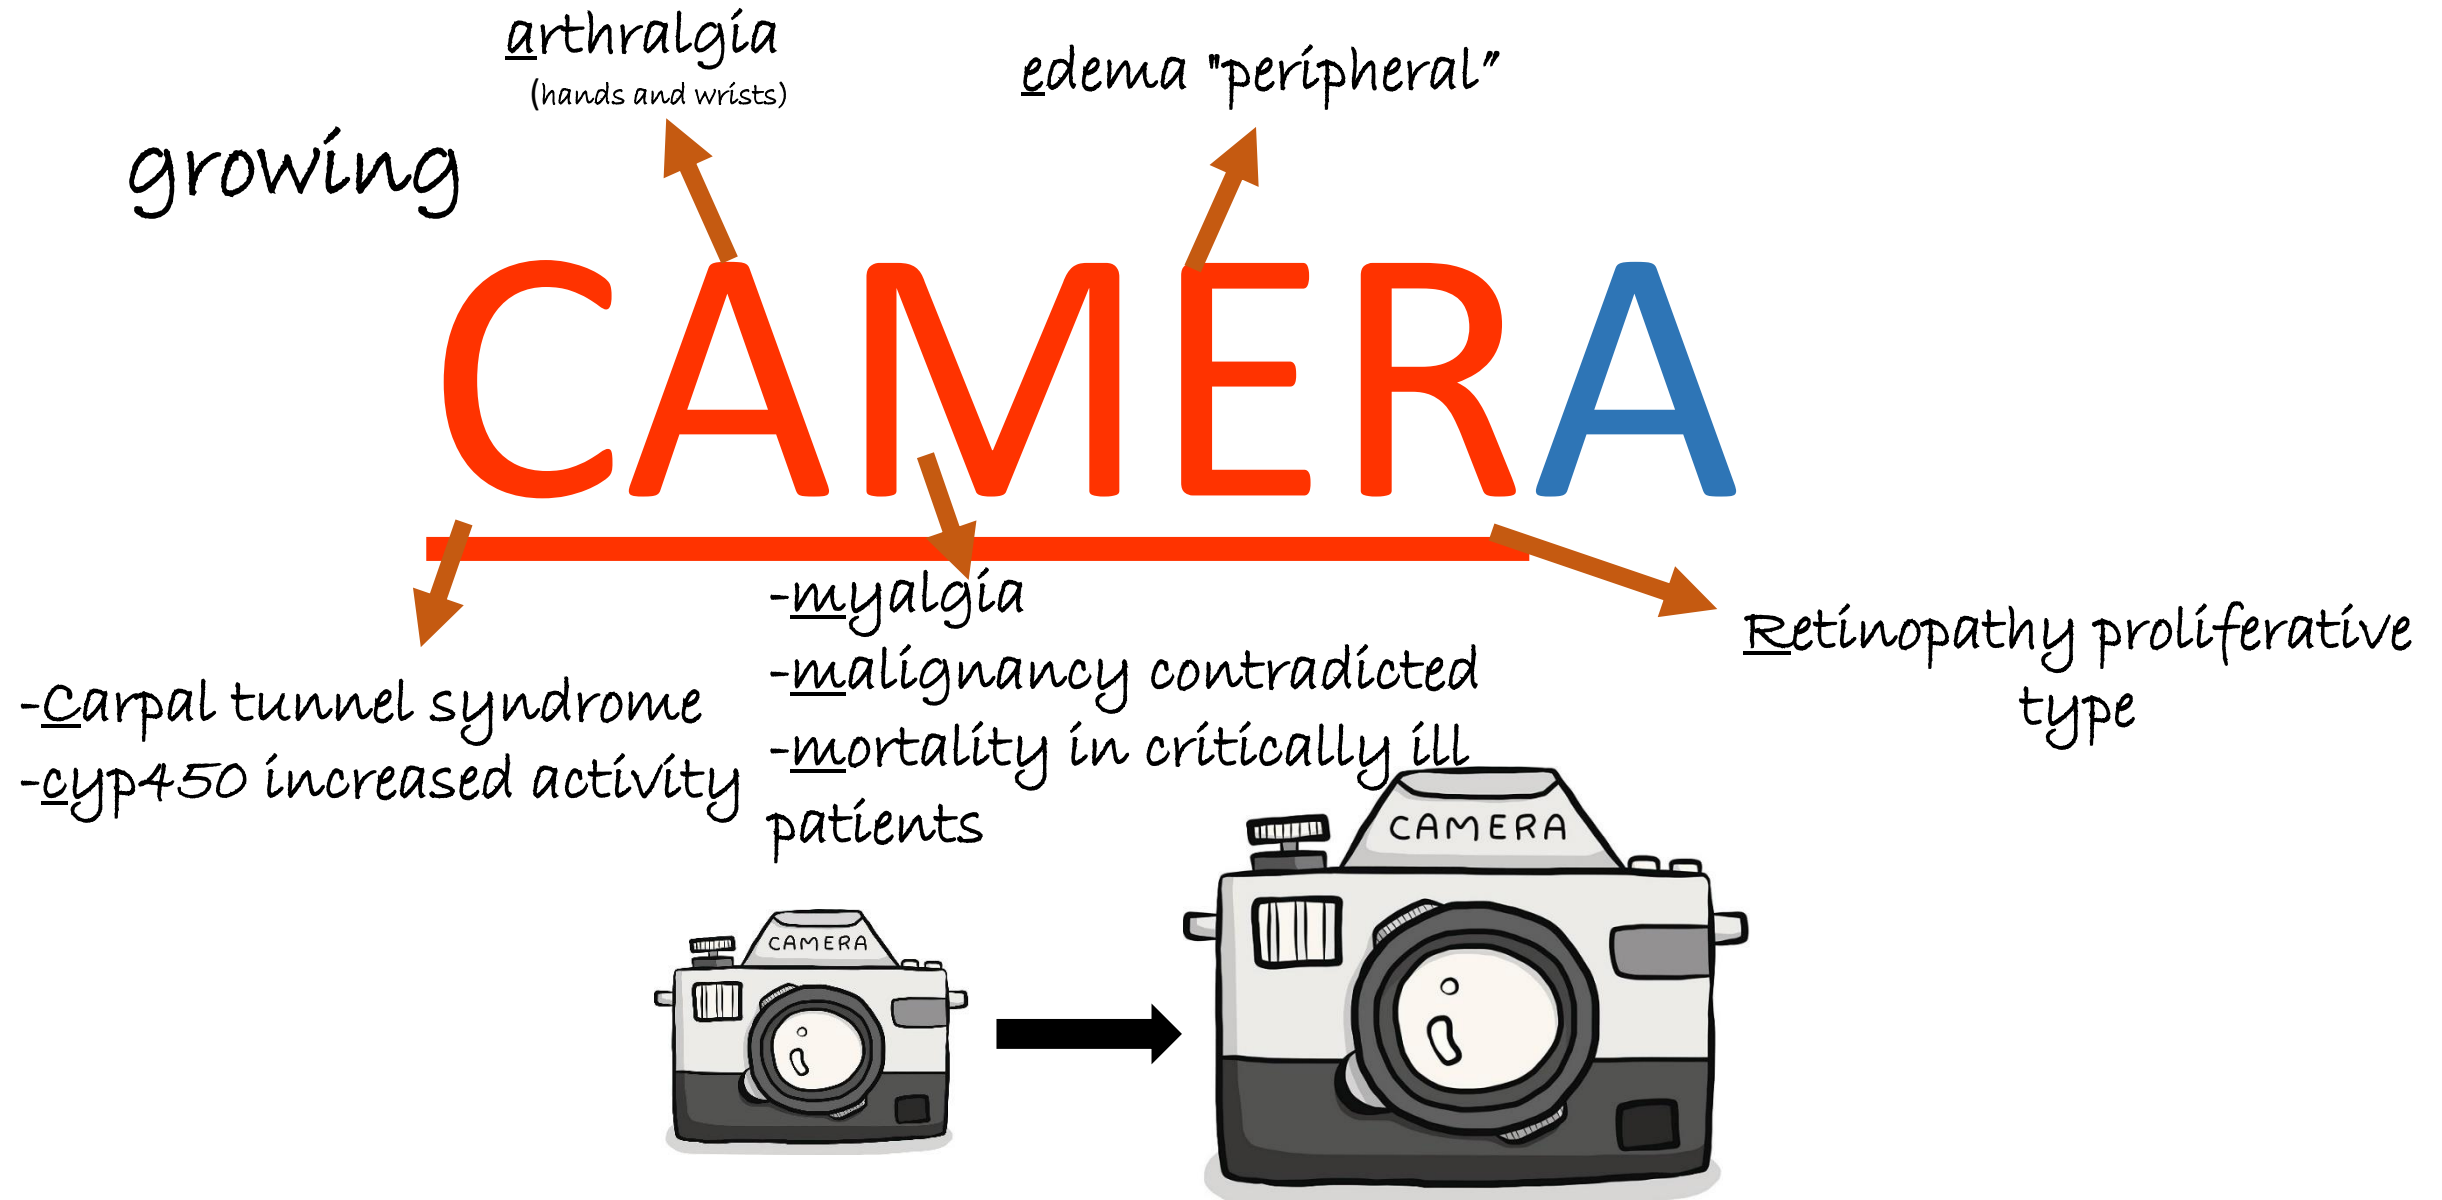 arthralgia
(hands and wrists)
edema "peripheral”
growing
CAMERA
-Carpal tunnel syndrome
-cyp450 increased activity
-myalgia
-malignancy contradicted
-mortality in critically ill
patients
Retinopathy proliferative
type
CAMERA
CAMERA